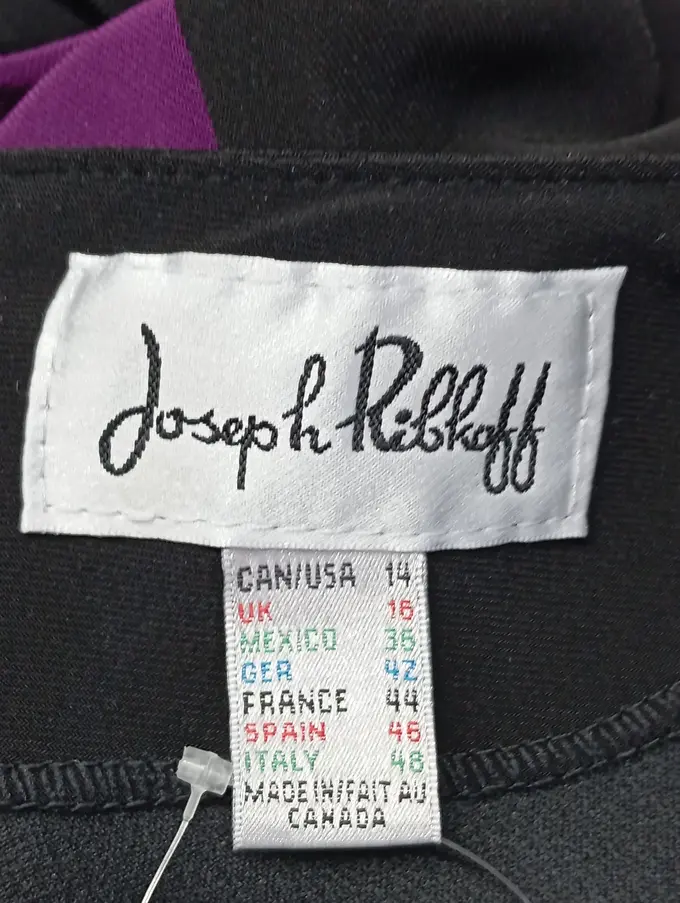 Joseph Ribkoff
CAN/USA 14
UK 16
MEXICO 36
GER 42
FRANCE 44
SPAIN 46
ITALY 48
MADE IN/FAIT AU
CANADA